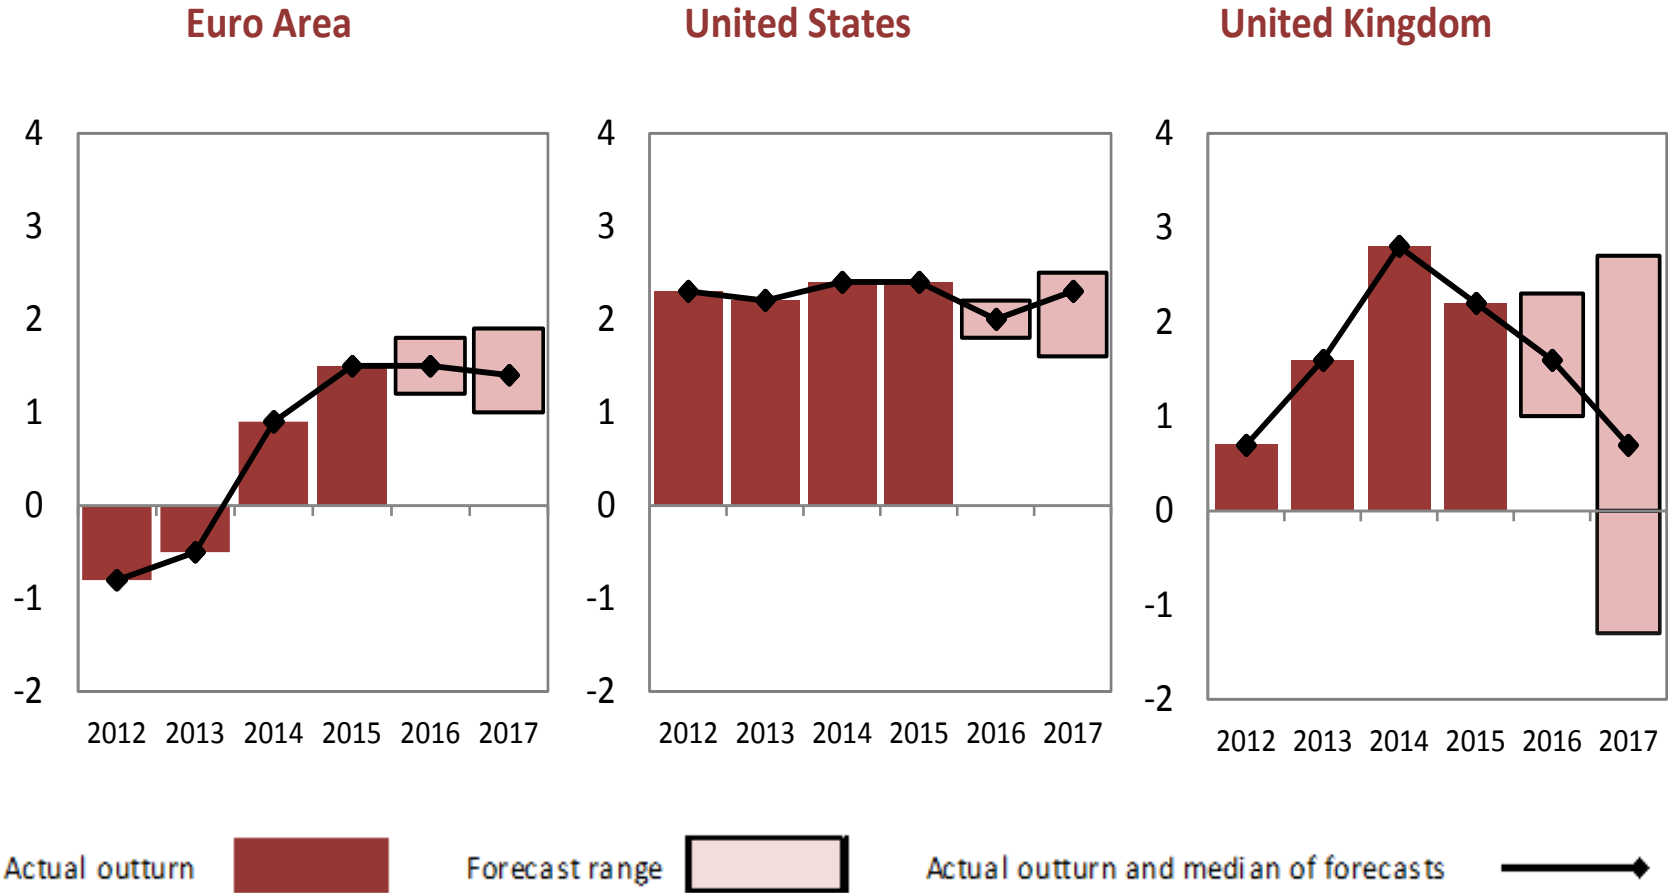 Euro Area United States United Kingdom
4 4 4
3 3 3
2 2 2
1 1 1
0 0 0
-1 -1 -1
-2 -2 -2
2012 2013 2014 2015 2016 2017 2012 2013 2014 2015 2016 2017 2012 2013 2014 2015 2016 2017
Actual outturn Forecast range Actual outturn and median of forecasts